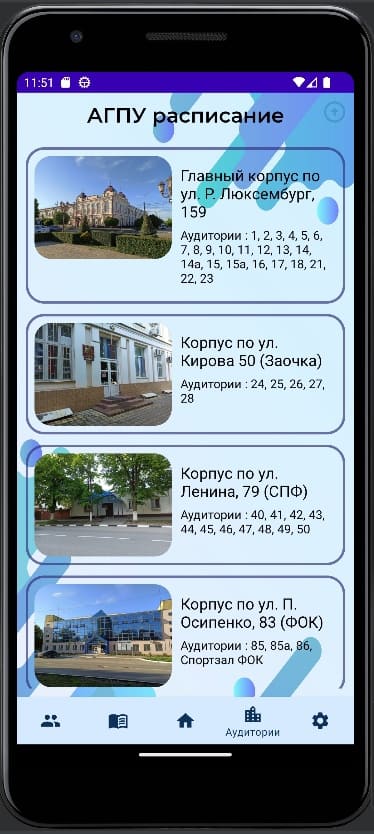 11:51
АГПУ расписание
Главный корпус по
ул. Р. Люксембург,
159
Аудитории : 1, 2, 3, 4, 5, 6,
7, 8, 9, 10, 11, 12, 13, 14,
14а, 15, 15а, 16, 17, 18, 21,
22, 23
Корпус по ул.
Кирова 50 (Заочка)
Аудитории : 24, 25, 26, 27,
28
Корпус по ул.
Ленина, 79 (СПФ)
Аудитории : 40, 41, 42, 43,
44, 45, 46, 47, 48, 49, 50
Корпус по ул. П.
Осипенко, 83 (ФОК)
Аудитории : 85, 85а, 86,
Спортзал ФОК
Аудитории